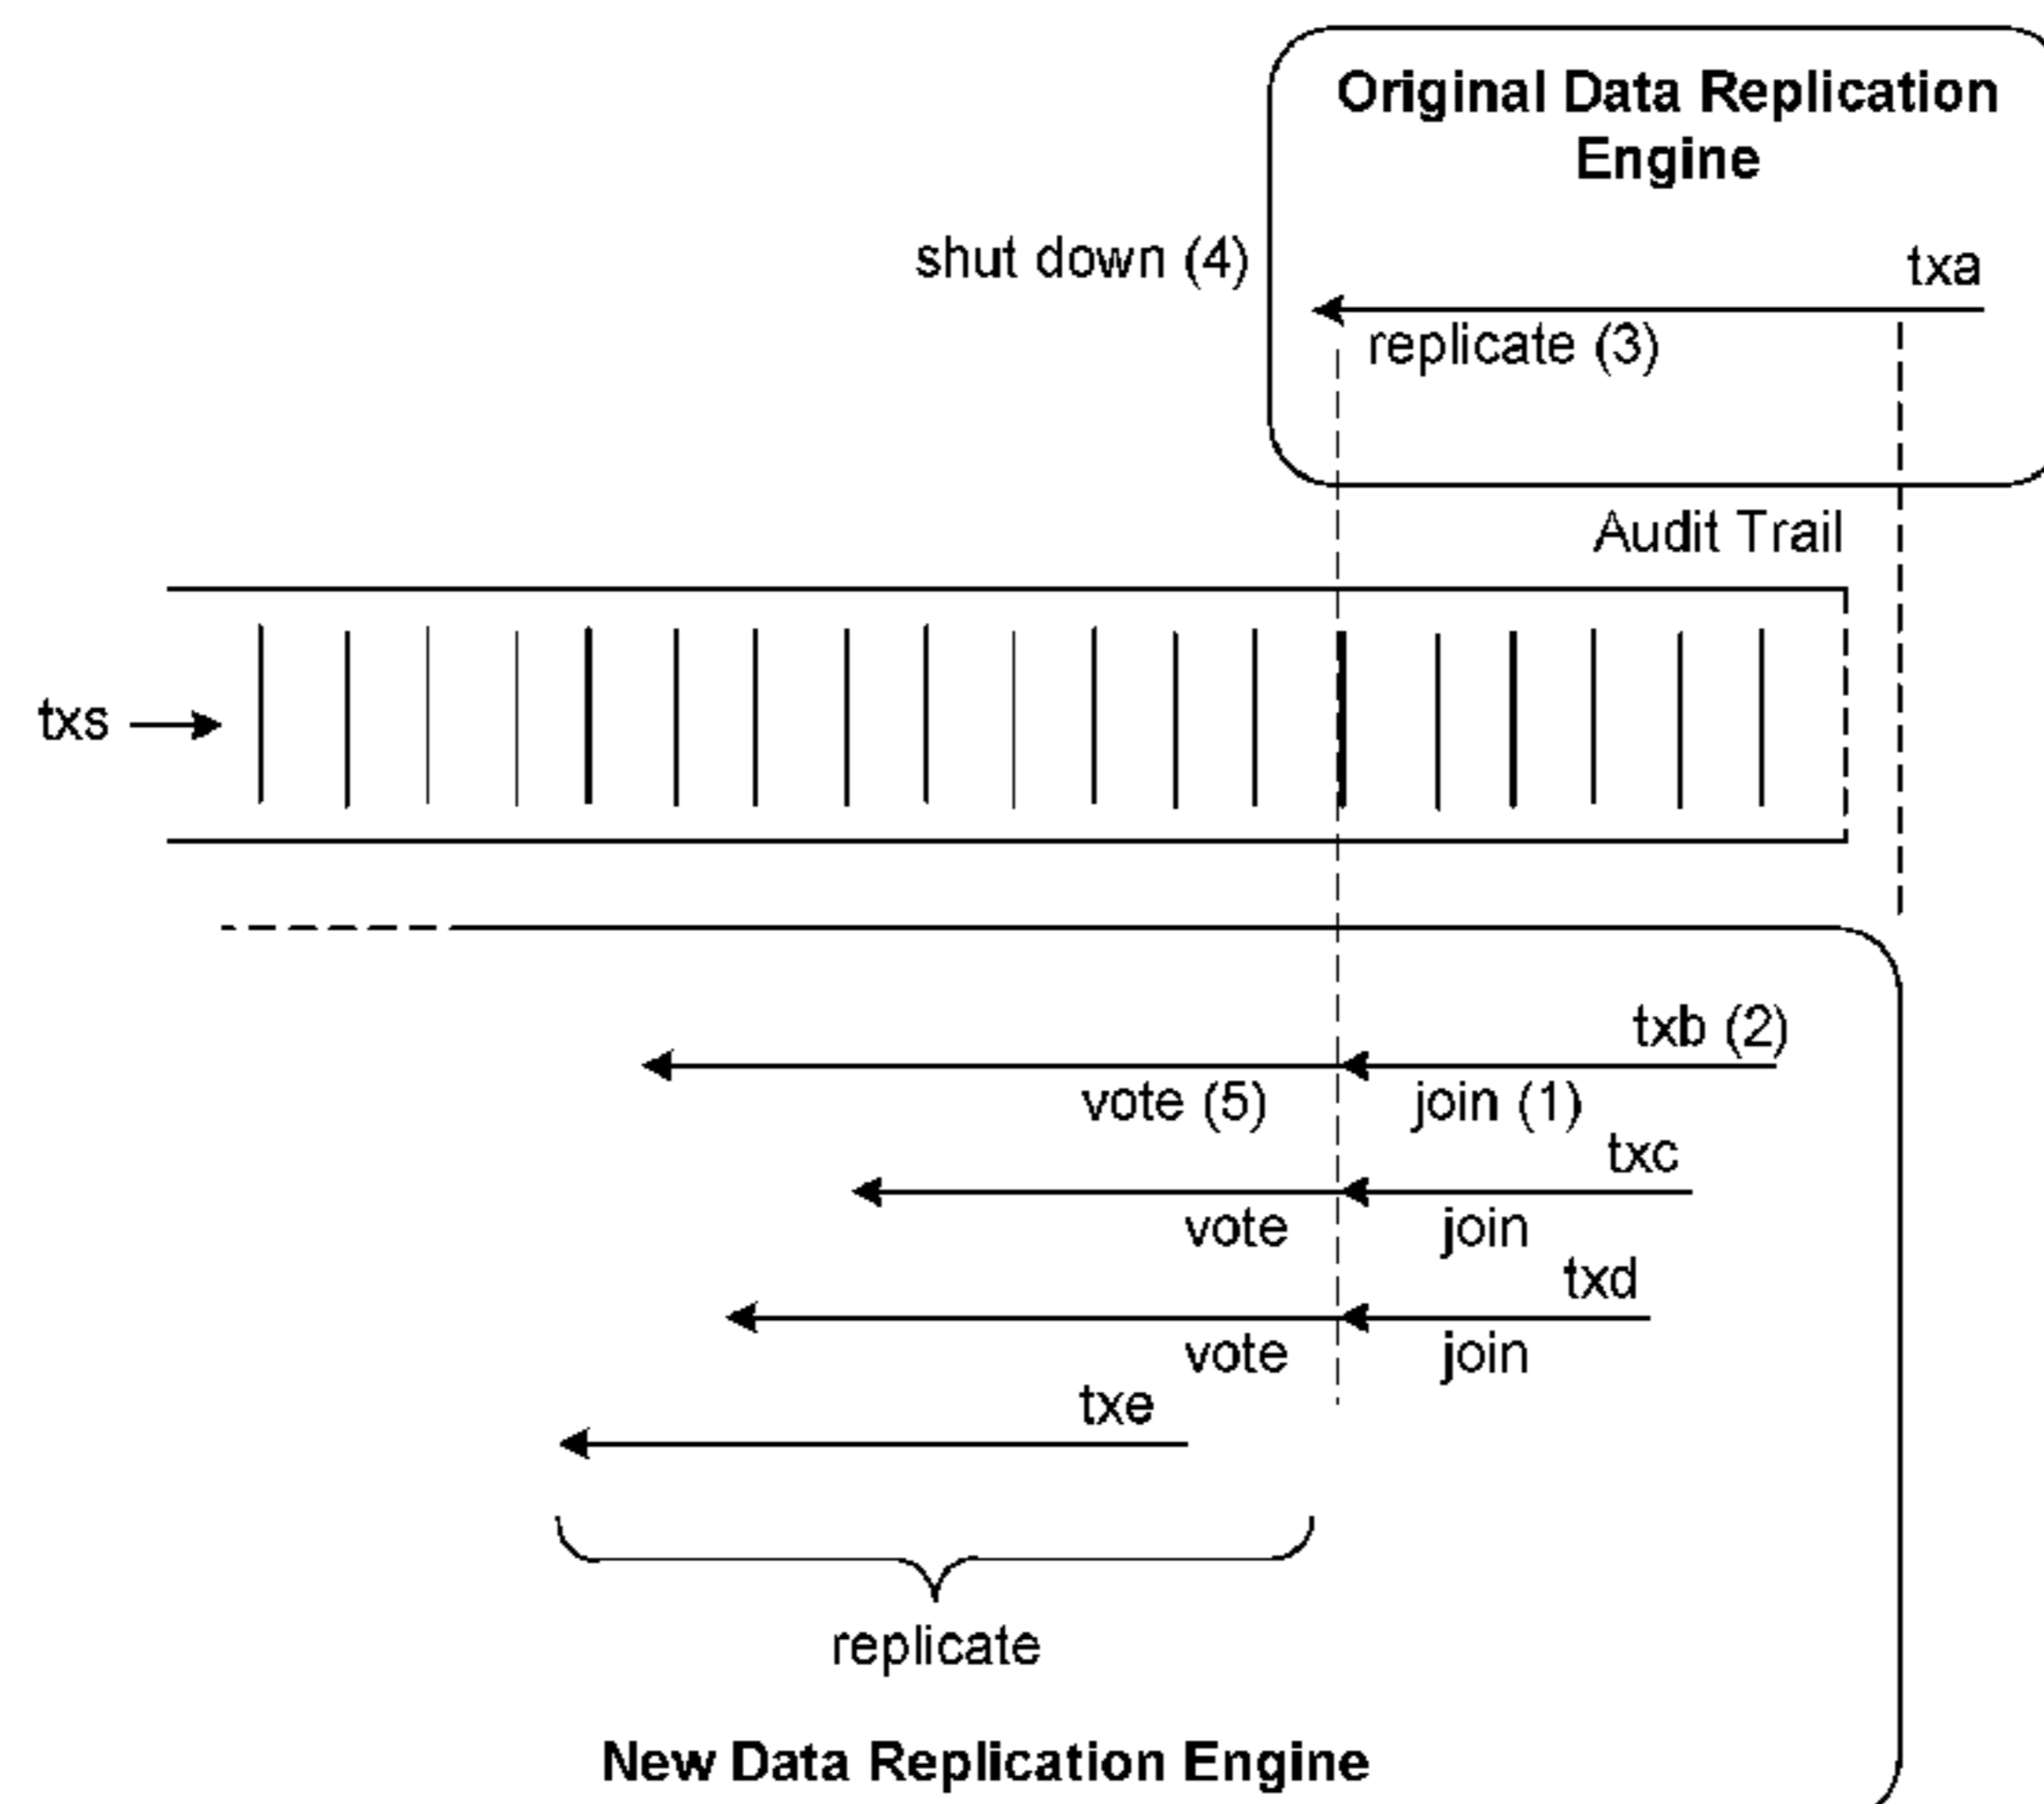 Original Data Replication
Engine
shut down (4)
txa
replicate (3)
Audit Trail
txs
txb (2)
vote (5)
join (1)
txc
vote
join
txd
vote
join
txe
replicate
New Data Replication Engine